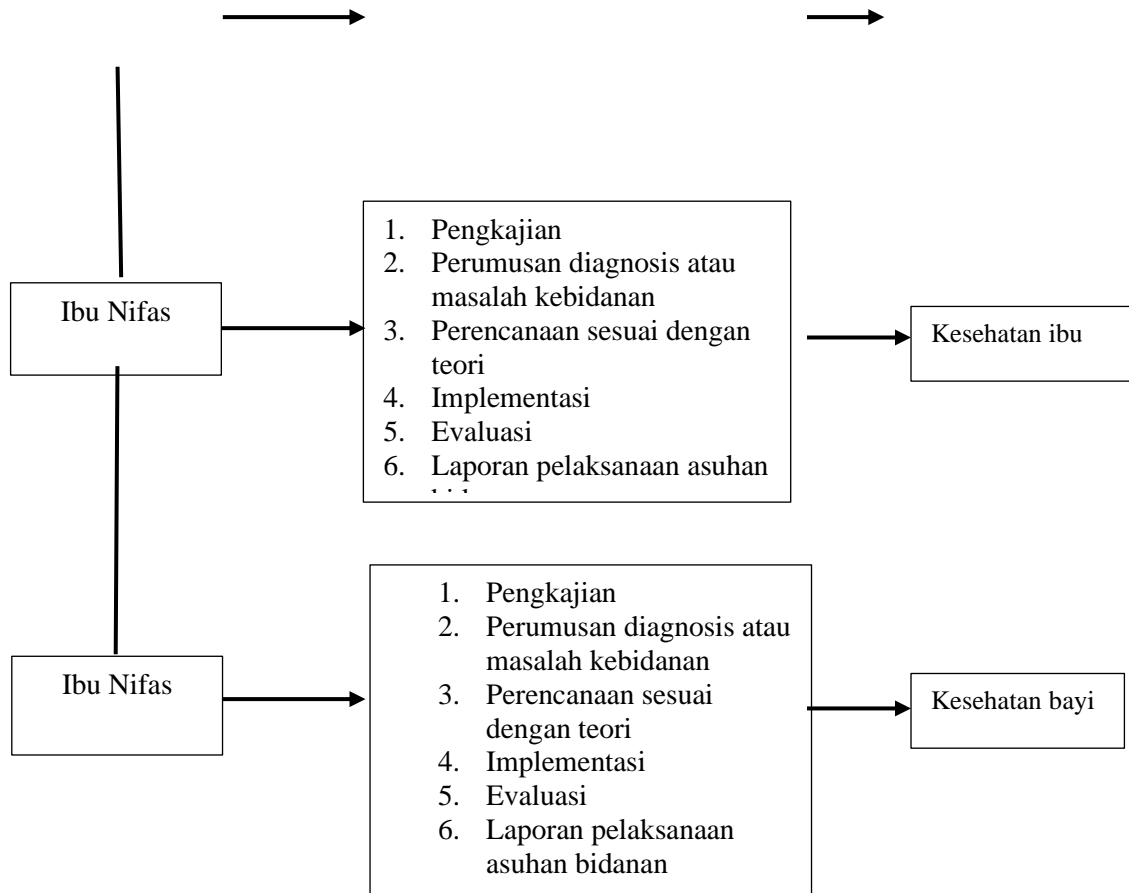 Ibu Nifas
1. Pengkajian
2. Perumusan diagnosis atau
masalah kebidanan
3. Perencanaan sesuai dengan
teori
4. Implementasi
5. Evaluasi
6. Laporan pelaksanaan asuhan
Kesehatan ibu
Ibu Nifas
1. Pengkajian
2. Perumusan diagnosis atau
masalah kebidanan
3. Perencanaan sesuai
dengan teori
4. Implementasi
5. Evaluasi
6. Laporan pelaksanaan
asuhan bidanan
Kesehatan bayi